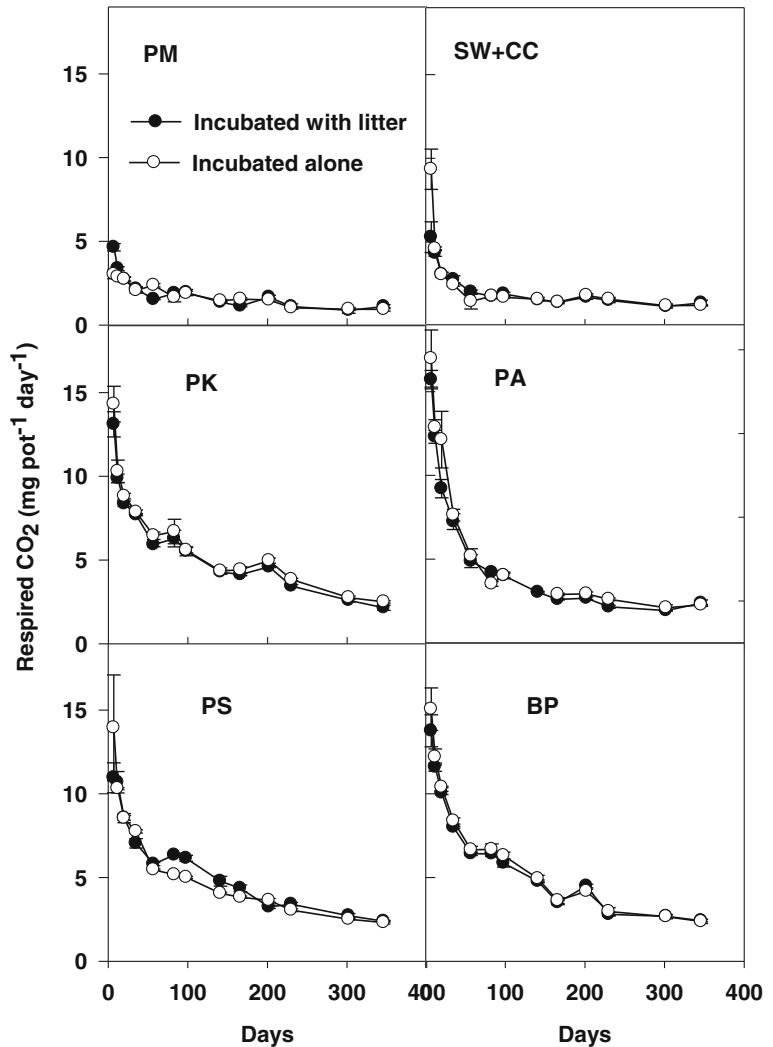 PM
SW+CC
Incubated with litter
Incubated alone
15
10
5
0
PK
PA
15
10
5
0
PS
BP
15
10
5
0
0 100 200 300 400
0 100 200 300 400
Days
Days
Respired CO₂ (mg pot⁻¹ day⁻¹)